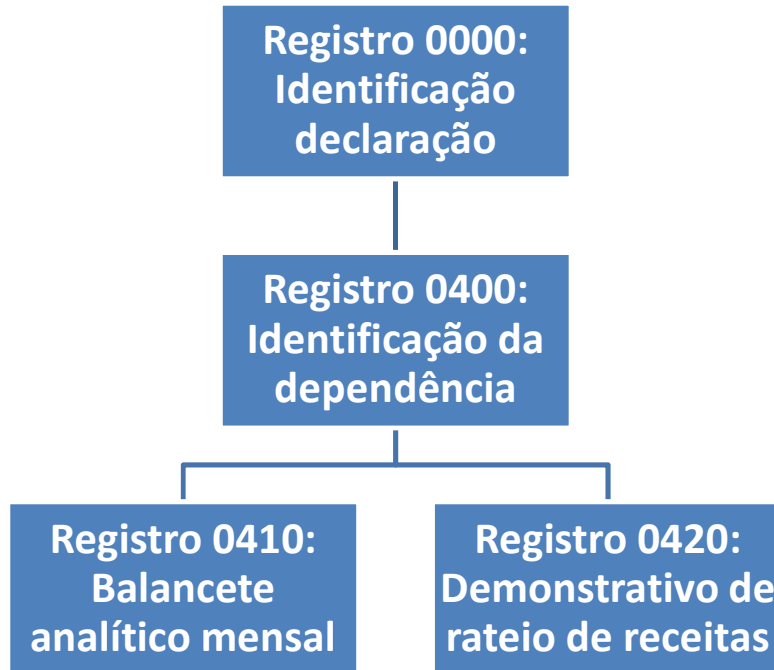 Registro 0000:
Identificação
declaração
Registro 0400:
Identificação da
dependência
Registro 0410:
Balancete
analítico mensal
Registro 0420:
Demonstrativo de
rateio de receitas